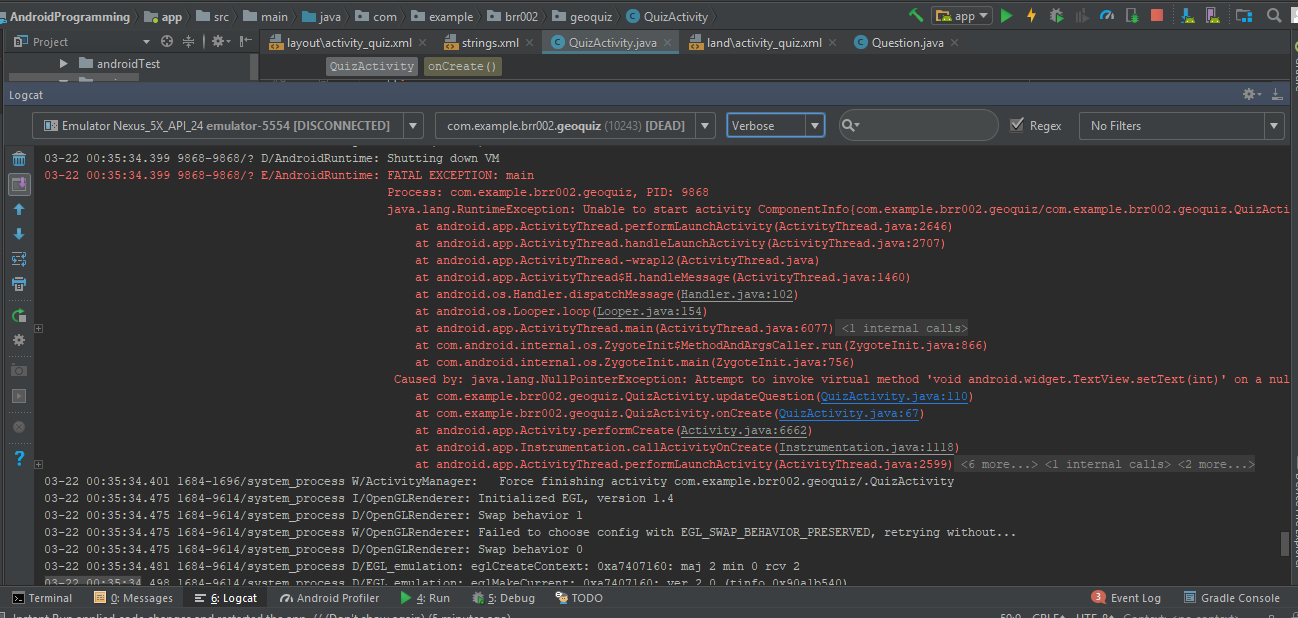 AndroidProgramming app src main java com example brr002 geoquiz QuizActivity app
Project layout\activity_quiz.xml strings.xml QuizActivity.java land\activity_quiz.xml Question.java
androidTest QuizActivity onCreate()
Logcat
Emulator Nexus_5X_API_24 emulator-5554 [DISCONNECTED] com.example.brr002.geoquiz (10243) [DEAD] Verbose Regex No Filters
03-22 00:35:34.399 9868-9868/? D/AndroidRuntime: Shutting down VM
03-22 00:35:34.399 9868-9868/? E/AndroidRuntime: FATAL EXCEPTION: main
Process: com.example.brr002.geoquiz, PID: 9868
java.lang.RuntimeException: Unable to start activity ComponentInfo{com.example.brr002.geoquiz/com.example.brr002.geoquiz.QuizActi
at android.app.ActivityThread.performLaunchActivity(ActivityThread.java:2646)
at android.app.ActivityThread.handleLaunchActivity(ActivityThread.java:2707)
at android.app.ActivityThread.-wrap12(ActivityThread.java)
at android.app.ActivityThread$H.handleMessage(ActivityThread.java:1460)
at android.os.Handler.dispatchMessage(Handler.java:102)
at android.os.Looper.loop(Looper.java:154)
at android.app.ActivityThread.main(ActivityThread.java:6077) <1 internal calls>
at com.android.internal.os.ZygoteInit$MethodAndArgsCaller.run(ZygoteInit.java:866)
at com.android.internal.os.ZygoteInit.main(ZygoteInit.java:756)
Caused by: java.lang.NullPointerException: Attempt to invoke virtual method 'void android.widget.TextView.setText(int)' on a nul
at com.example.brr002.geoquiz.QuizActivity.updateQuestion(QuizActivity.java:110)
at com.example.brr002.geoquiz.QuizActivity.onCreate(QuizActivity.java:67)
at android.app.Activity.performCreate(Activity.java:6662)
at android.app.Instrumentation.callActivityOnCreate(Instrumentation.java:1118)
at android.app.ActivityThread.performLaunchActivity(ActivityThread.java:2599) <6 more...> <1 internal calls> <2 more...>
03-22 00:35:34.401 1684-1696/system_process W/ActivityManager:   Force finishing activity com.example.brr002.geoquiz/.QuizActivity
03-22 00:35:34.475 1684-9614/system_process I/OpenGLRenderer: Initialized EGL, version 1.4
03-22 00:35:34.475 1684-9614/system_process D/OpenGLRenderer: Swap behavior 1
03-22 00:35:34.475 1684-9614/system_process W/OpenGLRenderer: Failed to choose config with EGL_SWAP_BEHAVIOR_PRESERVED, retrying without...
03-22 00:35:34.475 1684-9614/system_process D/OpenGLRenderer: Swap behavior 0
03-22 00:35:34.481 1684-9614/system_process D/EGL_emulation: eglCreateContext: 0xa7407160: maj 2 min 0 rcv 2
03-22 00:35:34.498 1684-9614/system_process D/EGL_emulation: eglMakeCurrent: 0xa7407160: ver 2 0 (tinfo 0x90a1b540)
Terminal 0: Messages 6: Logcat Android Profiler 4: Run 5: Debug TODO 3 Event Log Gradle Console